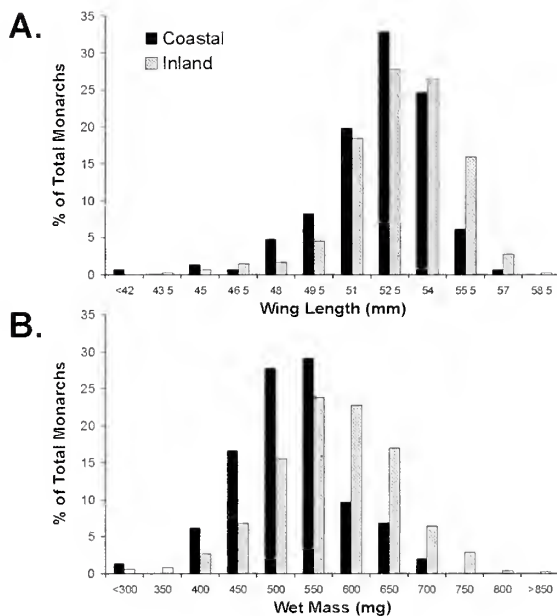 A.
Coastal
Inland
% of Total Monarchs
35
30
25
20
15
10
5
0
<42 43.5 45 46.5 48 49.5 51 52.5 54 55.5 57 58.5
Wing Length (mm)
B.
% of Total Monarchs
35
30
25
20
15
10
5
0
<300 350 400 450 500 550 600 650 700 750 800 >850
Wet Mass (mg)